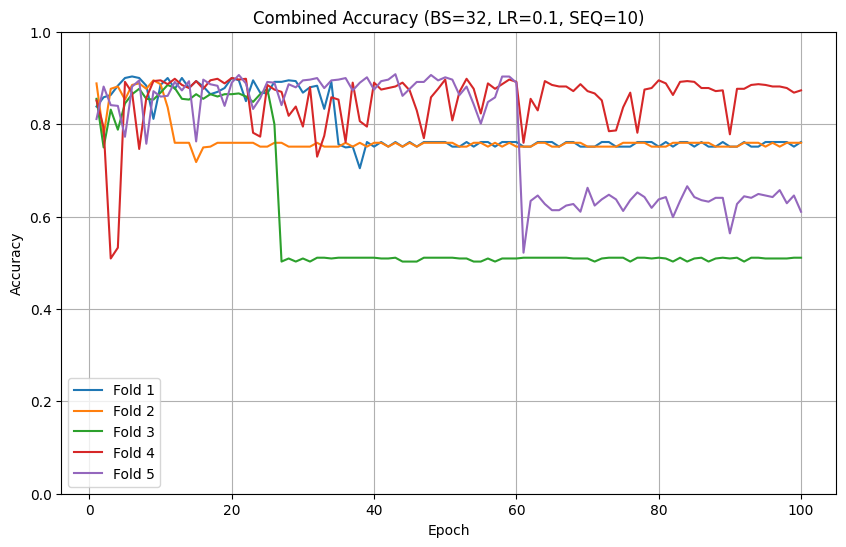 Combined Accuracy (BS=32, LR=0.1, SEQ=10)
1.0
0.8
0.6
0.4
0.2
0.0
Accuracy
Fold 1
Fold 2
Fold 3
Fold 4
Fold 5
0 20 40 60 80 100
Epoch